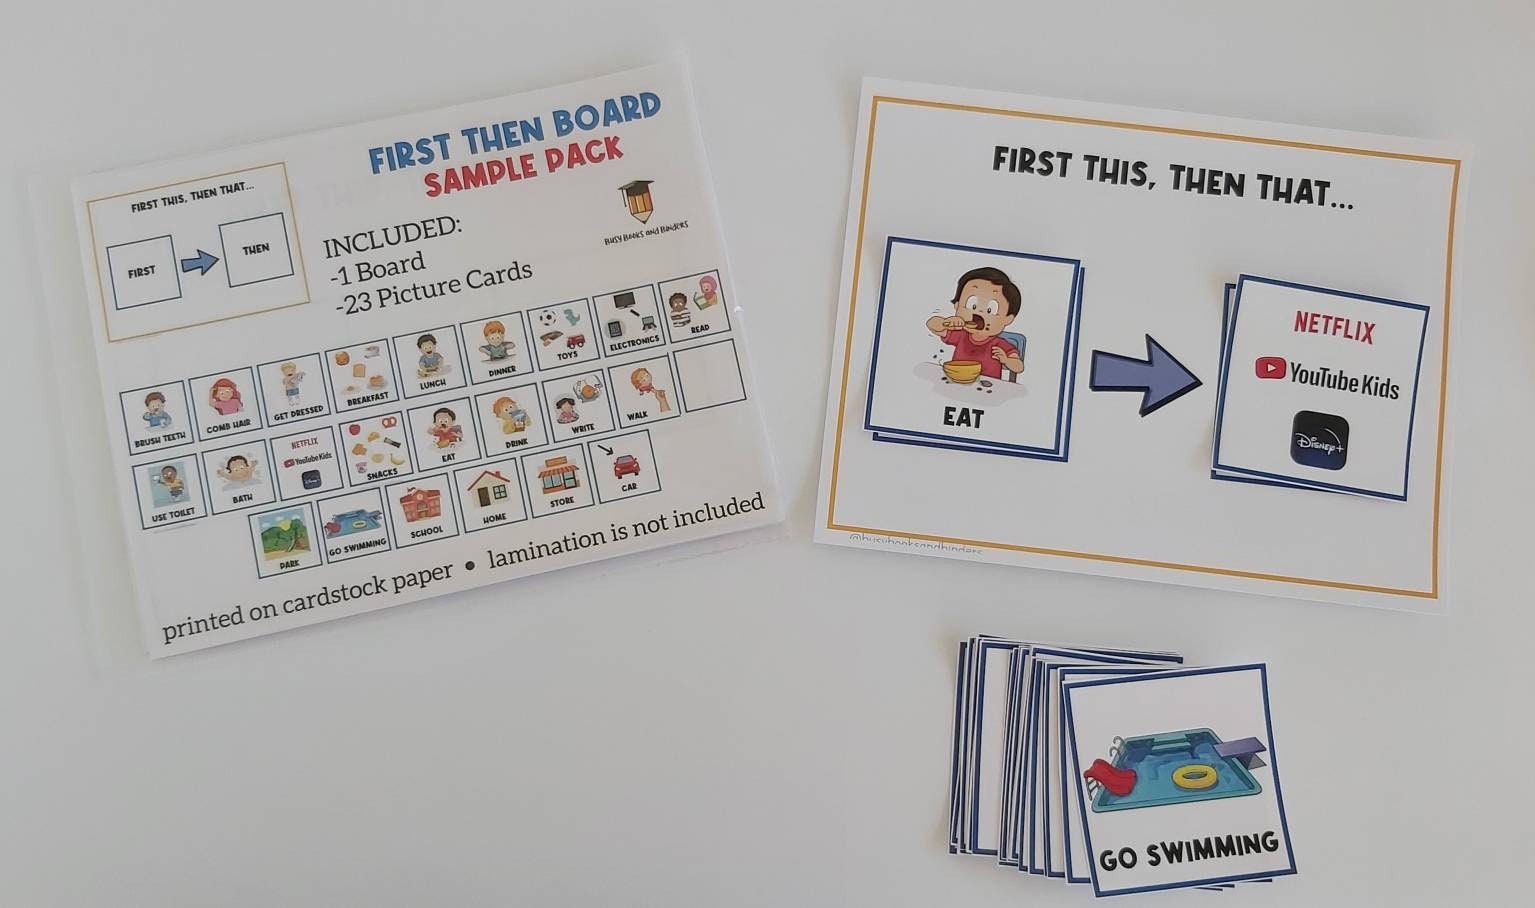 FIRST THEN BOARD
SAMPLE PACK
FIRST THIS, THEN THAT...
FIRST
THEN
Busy Books and Binders
INCLUDED:
-1 Board
-23 Picture Cards
BRUSH TEETH
COMB HAIR
GET DRESSED
BREAKFAST
LUNCH
DINNER
TOYS
ELECTRONICS
READ
USE TOILET
BATH
NETFLIX
YouTube Kids
Disney+
SNACKS
EAT
DRINK
WRITE
WALK
PARK
GO SWIMMING
SCHOOL
HOME
STORE
CAR
printed on cardstock paper • lamination is not included
FIRST THIS, THEN THAT...
EAT
NETFLIX
YouTube Kids
Disney+
@busybooksandbinders
GO SWIMMING